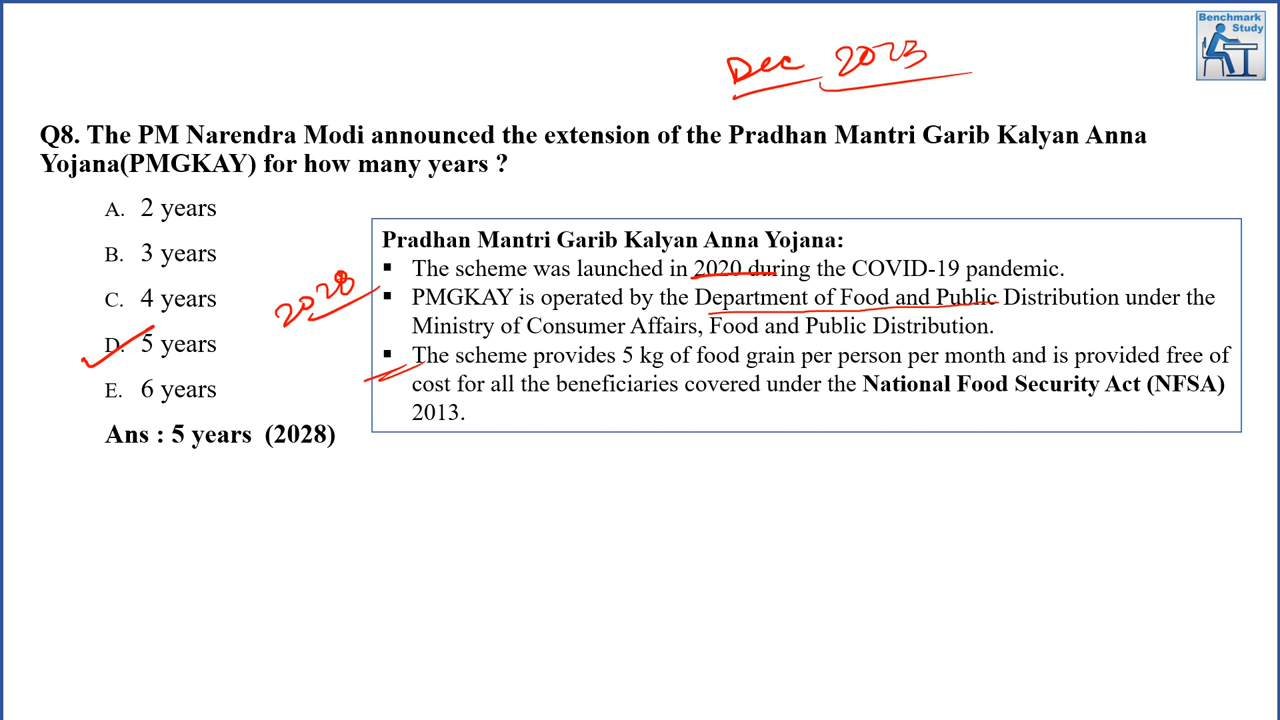 Benchmark
Study
Dec 2023
Q8. The PM Narendra Modi announced the extension of the Pradhan Mantri Garib Kalyan Anna
Yojana(PMGKAY) for how many years ?
A. 2 years
B. 3 years
C. 4 years
D. 5 years
E. 6 years
Ans : 5 years (2028)
2028
Pradhan Mantri Garib Kalyan Anna Yojana:
▪ The scheme was launched in 2020 during the COVID-19 pandemic.
▪ PMGKAY is operated by the Department of Food and Public Distribution under the
Ministry of Consumer Affairs, Food and Public Distribution.
▪ The scheme provides 5 kg of food grain per person per month and is provided free of
cost for all the beneficiaries covered under the National Food Security Act (NFSA)
2013.